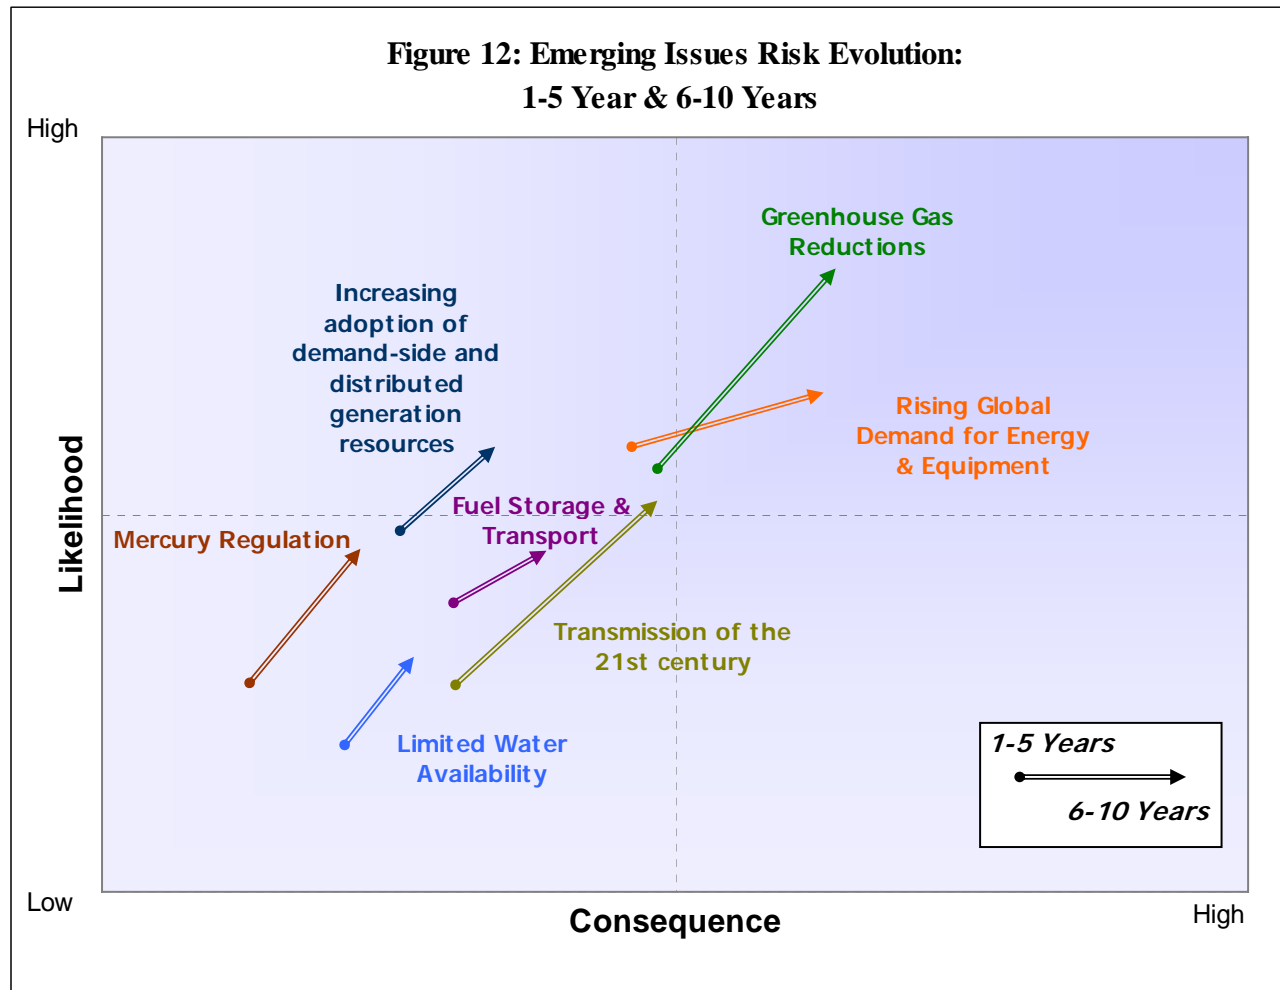 Figure 12: Emerging Issues Risk Evolution:
1-5 Year & 6-10 Years
High
Greenhouse Gas
Reductions
Increasing
adoption of
demand-side and
distributed
generation
resources
Rising Global
Demand for Energy
& Equipment
Likelihood
Fuel Storage &
Transport
Mercury Regulation
Transmission of the
21st century
Limited Water
Availability
1-5 Years
6-10 Years
Low
Consequence
High